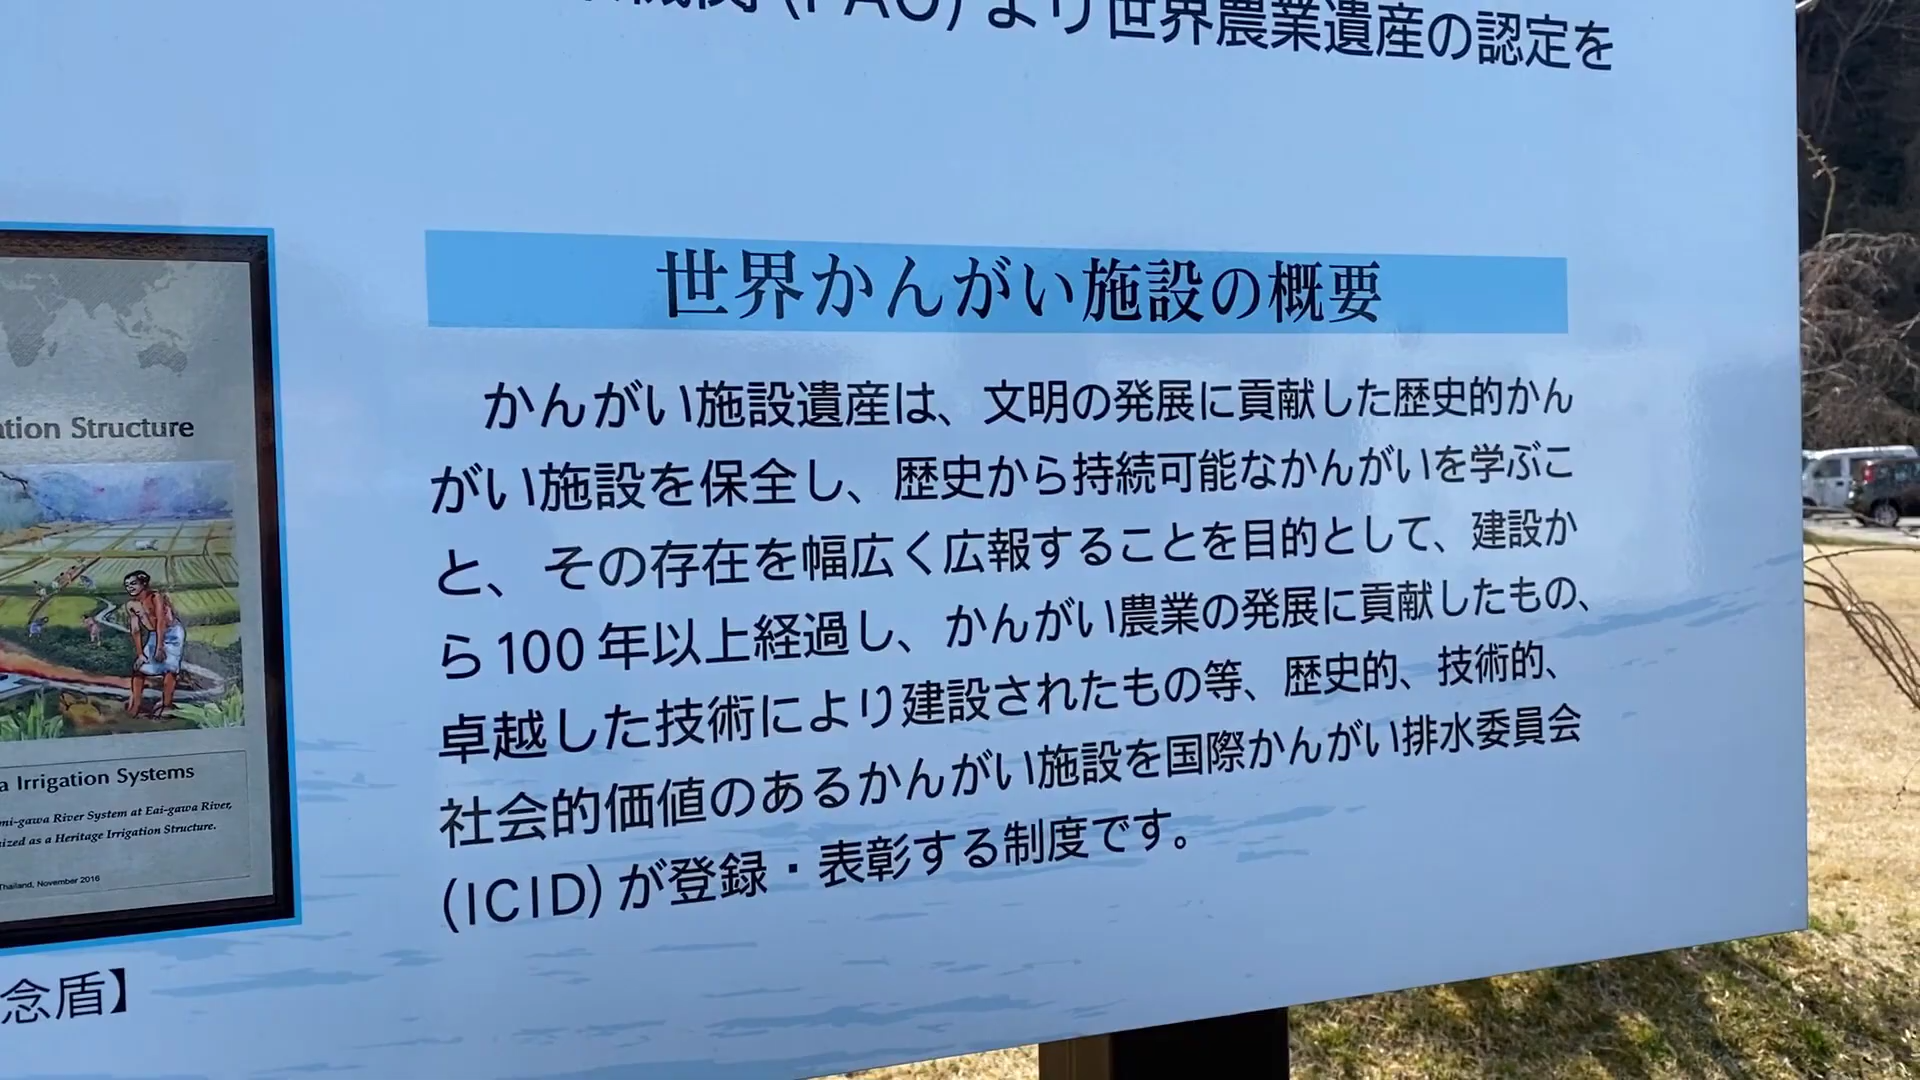 機関(FAO)より世界農業遺産の認定を
世界かんがい施設の概要
かんがい施設遺産は、文明の発展に貢献した歴史的かん
がい施設を保全し、歴史から持続可能なかんがいを学ぶこ
と、その存在を幅広く広報することを目的として、建設か
ら100年以上経過し、かんがい農業の発展に貢献したもの、
卓越した技術により建設されたもの等、歴史的、技術的、
社会的価値のあるかんがい施設を国際かんがい排水委員会
(ICID)が登録・表彰する制度です。
ation Structure
a Irrigation Systems
mi-gawa River System at Eai-gawa River,
ized as a Heritage Irrigation Structure.
Thailand, November 2016
念盾】